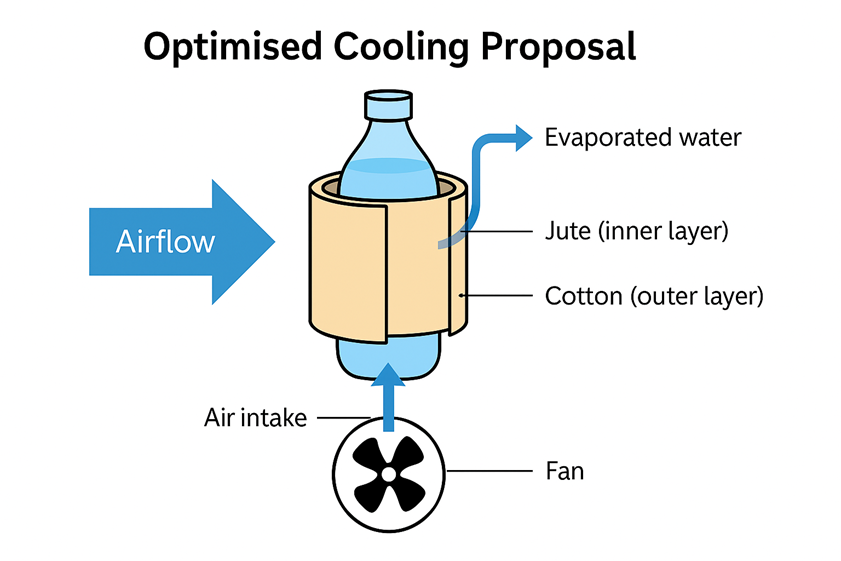 Optimised Cooling Proposal
Evaporated water
Airflow
Jute (inner layer)
Cotton (outer layer)
Air intake
Fan